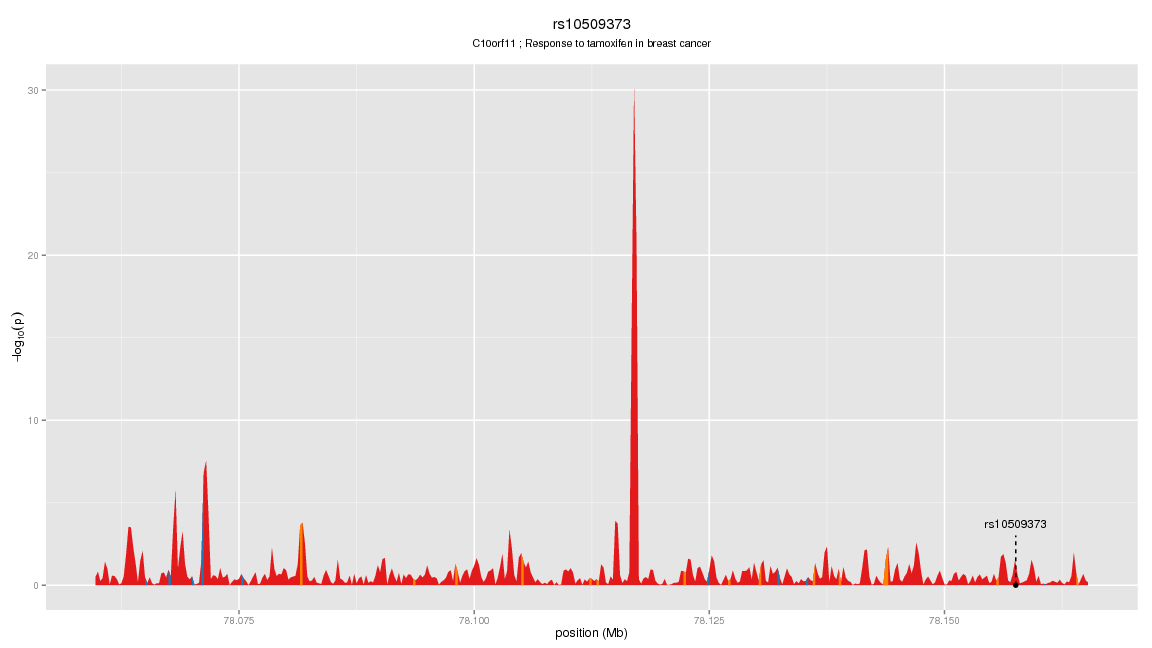 rs10509373
C10orf11 ; Response to tamoxifen in breast cancer
30
20
10
0
−log10(p)
rs10509373
78.075
78.100
78.125
78.150
position (Mb)